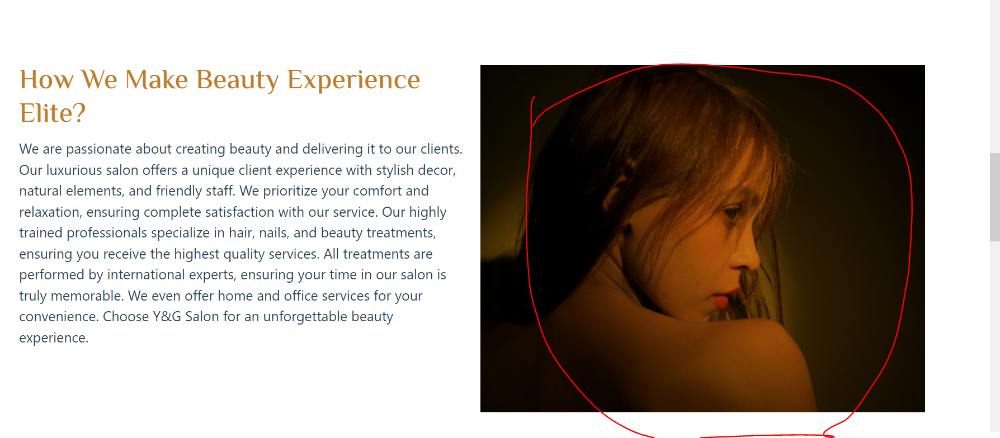 How We Make Beauty Experience
Elite?
We are passionate about creating beauty and delivering it to our clients.
Our luxurious salon offers a unique client experience with stylish decor,
natural elements, and friendly staff. We prioritize your comfort and
relaxation, ensuring complete satisfaction with our service. Our highly
trained professionals specialize in hair, nails, and beauty treatments,
ensuring you receive the highest quality services. All treatments are
performed by international experts, ensuring your time in our salon is
truly memorable. We even offer home and office services for your
convenience. Choose Y&G Salon for an unforgettable beauty
experience.